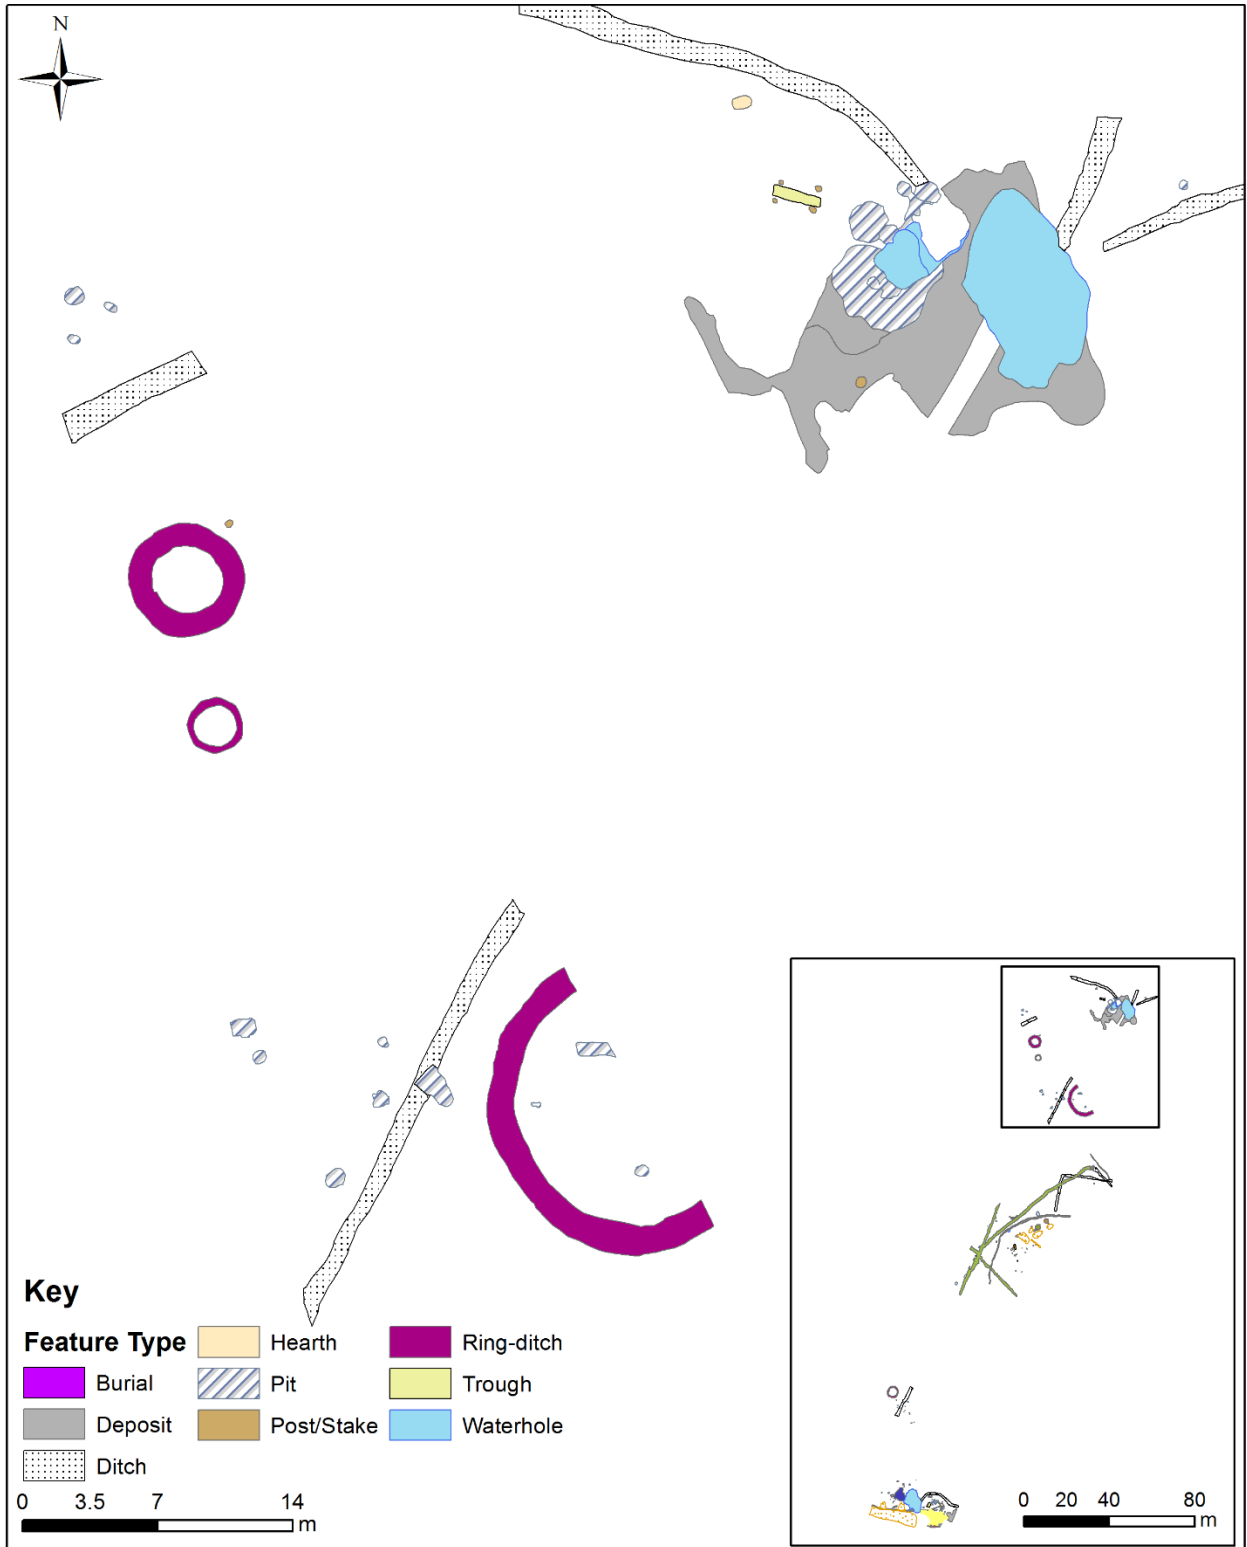 N
Key
Feature Type
Burial
Deposit
Ditch
Hearth
Pit
Post/Stake
Ring-ditch
Trough
Waterhole
0 3.5 7 14
m
0 20 40 80
m